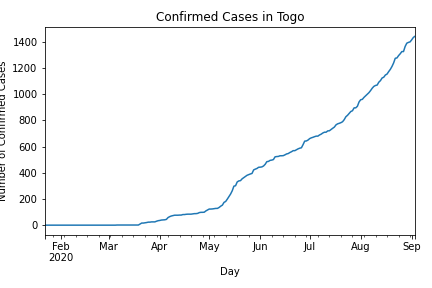 Confirmed Cases in Togo
Number of Confirmed Cases
1400
1200
1000
800
600
400
200
0
Feb Mar Apr May Jun Jul Aug Sep
2020
Day